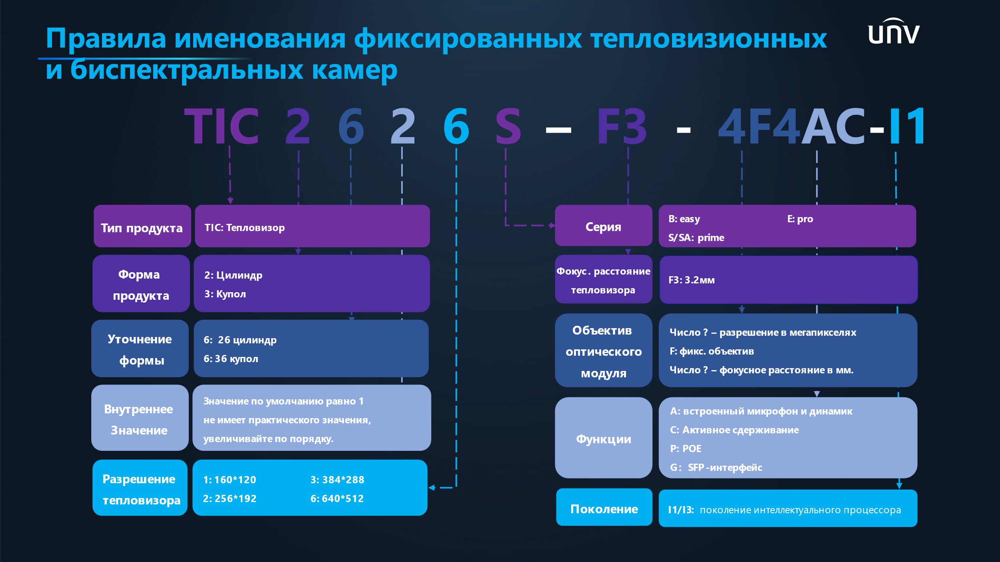 Правила именования фиксированных тепловизионных
и биспектральных камер
unv
TIC 2 6 2 6 S – F3 - 4F4AC-I1
Тип продукта
TIC: Тепловизор
Форма
продукта
2: Цилиндр
3: Купол
Уточнение
формы
6: 26 цилиндр
6: 36 купол
Внутреннее
Значение
Значение по умолчанию равно 1
не имеет практического значения,
увеличивайте по порядку.
Разрешение
тепловизора
1: 160*120 3: 384*288
2: 256*192 6: 640*512
Серия
B: easy E: pro
S/SA: prime
Фокус. расстояние
тепловизора
F3: 3.2мм
Объектив
оптического
модуля
Число ? – разрешение в мегапикселях
F: фикс. объектив
Число ? – фокусное расстояние в мм.
Функции
A: встроенный микрофон и динамик
C: Активное сдерживание
P: POE
G: SFP-интерфейс
Поколение
I1/I3: поколение интеллектуального процессора